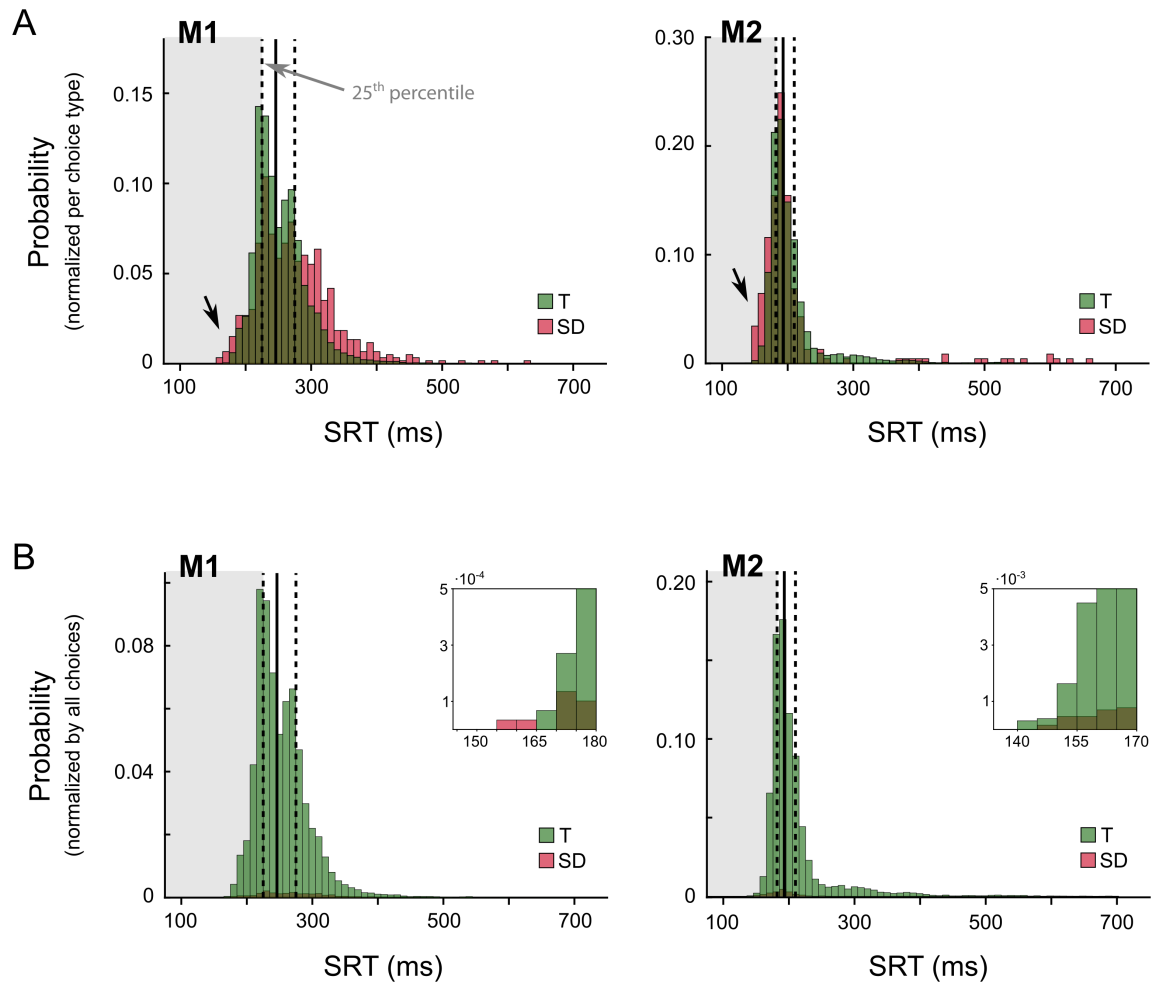 A
M1
M2
Probability
(normalized per choice type)
0.15
0.10
0.05
0
25th percentile
T
SD
100
300
500
700
SRT (ms)
0.30
0.20
0.10
0
T
SD
100
300
500
700
SRT (ms)
B
M1
M2
Probability
(normalized by all choices)
0.08
0.04
0
5
·10-4
3
1
150
165
180
T
SD
100
300
500
700
SRT (ms)
0.20
0.10
0
5
·10-3
3
1
140
155
170
T
SD
100
300
500
700
SRT (ms)